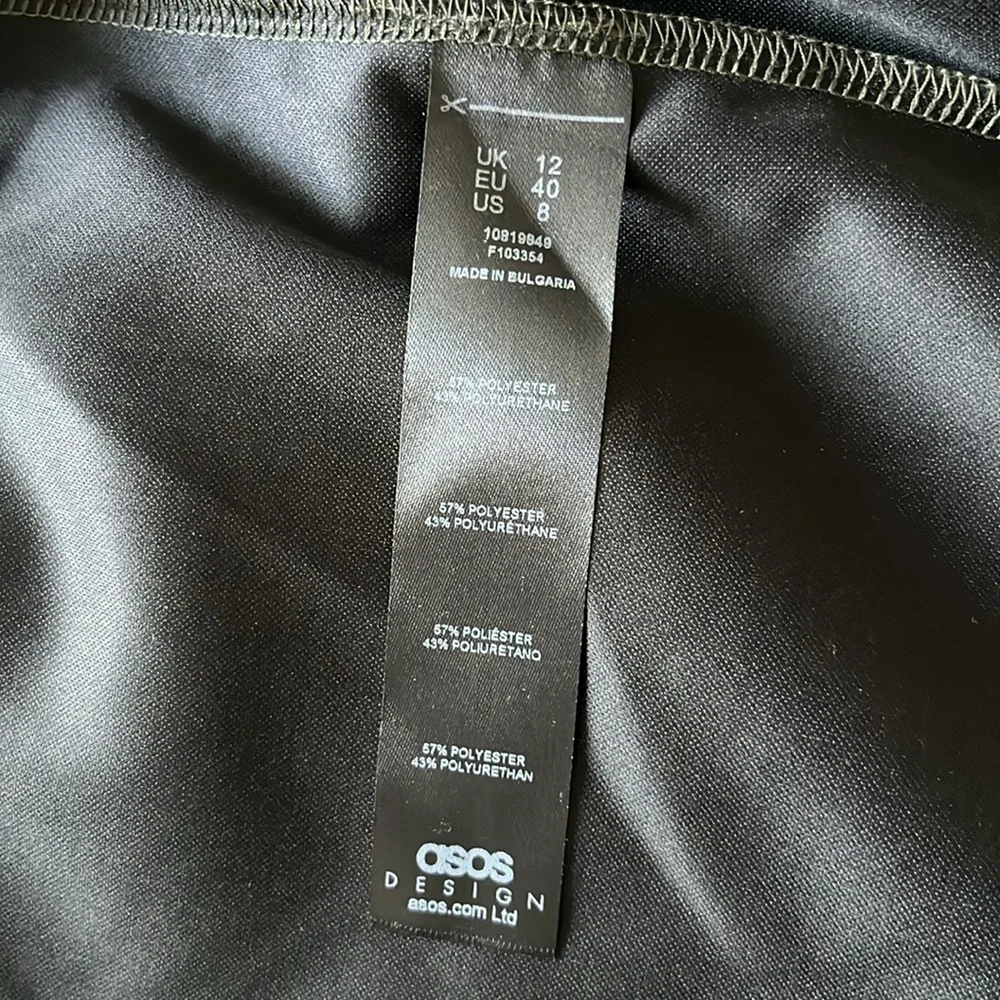 UK 12
EU 40
US 8
10819849
F103354
MADE IN BULGARIA
57% POLYESTER
43% POLYURETHANE
57% POLYESTER
43% POLYURÉTHANE
57% POLIÉSTER
43% POLIURETANO
57% POLYESTER
43% POLYURETHAN
asos
DESIGN
asos.com Ltd